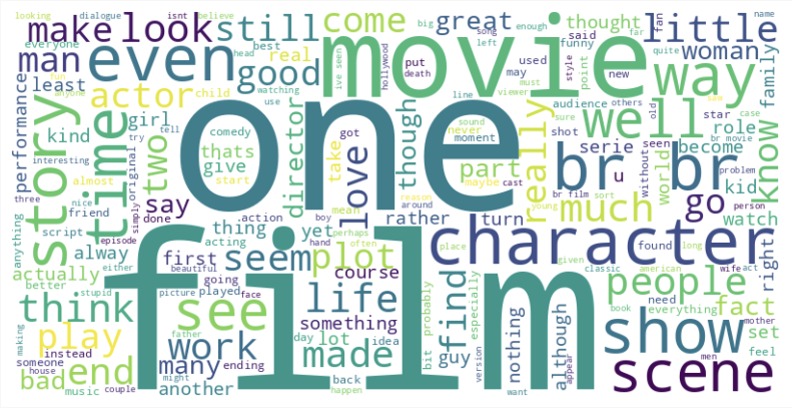 looking
dialogue
isnt
believe
make
look
still
come
great
thought
big
enough
song
left
far
said
fan
little
name
quite
everyone
head
best
man
even
good
real
movie
funny
woman
family
way
least
fun
anyone
watching
ive seen
hollywood
put
death
used
may
must
style
point
new
actor
child
use
line
viewer
audience
others
sure
old
saw
case
performance
story
time
kind
girl
try
tell
two
comedy
thats
give
start
one
director
take
got
love
though
sound
never
moment
really
well
shot
star
role
br movie
become
know
interesting
almost
original
simply
three
nice
friend
say
done
action
boy
mean
rather
maybe
cast
part
serie
u
without
seen
world
problem
kid
person
br br
much
go
watch
script
anything
episode
thing
yet
reason
around
turn
br film
sort
young
acting
hand
perhaps
character
found
long
right
actually
alway
better
either
beautiful
first
often
seem
plot
place
given
american
wife
act
stupid
going
played
face
course
classic
people
fact
think
see
film
picture
life
find
book
need
everything
mother
set
feel
making
play
father
work
something
probably
especially
guy
nothing
although
show
men
instead
someone
house
many
ending
day
lot
idea
made
bit
version
appear
bad
end
might
another
back
happen
want
scene
music
couple